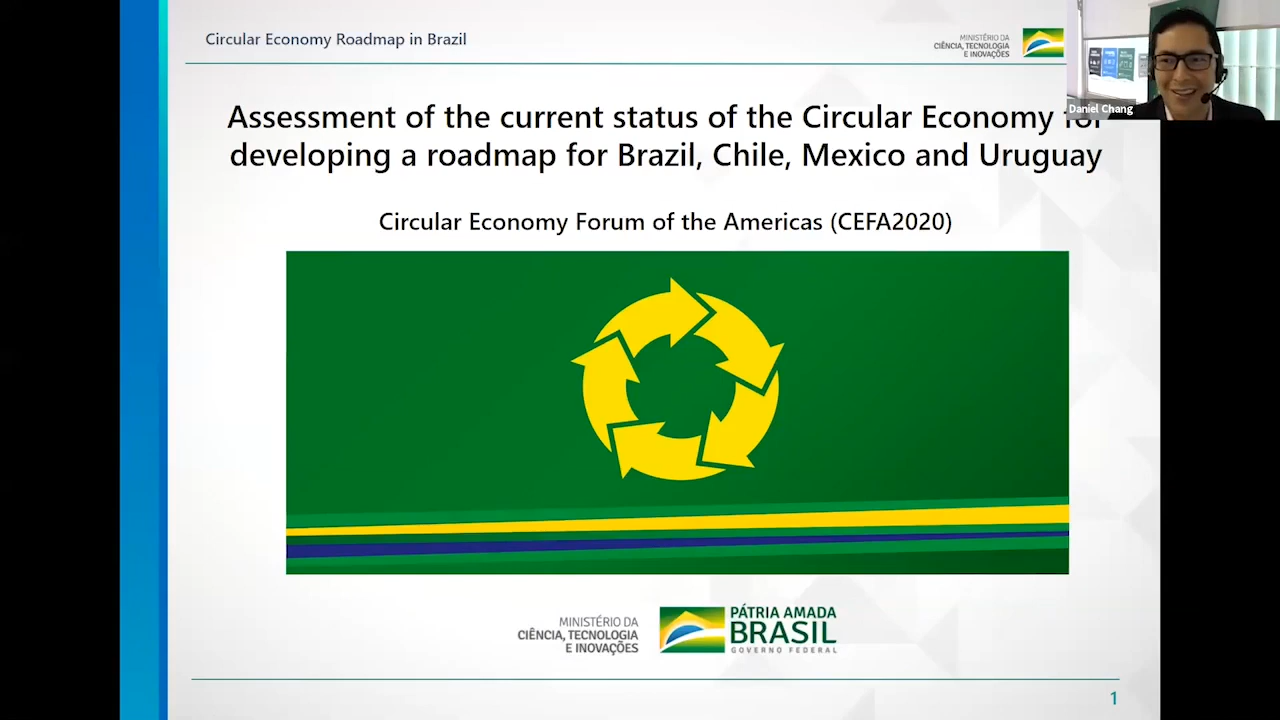 Circular Economy Roadmap in Brazil
MINISTÉRIO DA
CIÊNCIA, TECNOLOGIA
E INOVAÇÕES
Daniel Chang
Assessment of the current status of the Circular Economy for
developing a roadmap for Brazil, Chile, Mexico and Uruguay
Circular Economy Forum of the Americas (CEFA2020)
MINISTÉRIO DA
CIÊNCIA, TECNOLOGIA
E INOVAÇÕES
PÁTRIA AMADA
BRASIL
GOVERNO FEDERAL
1